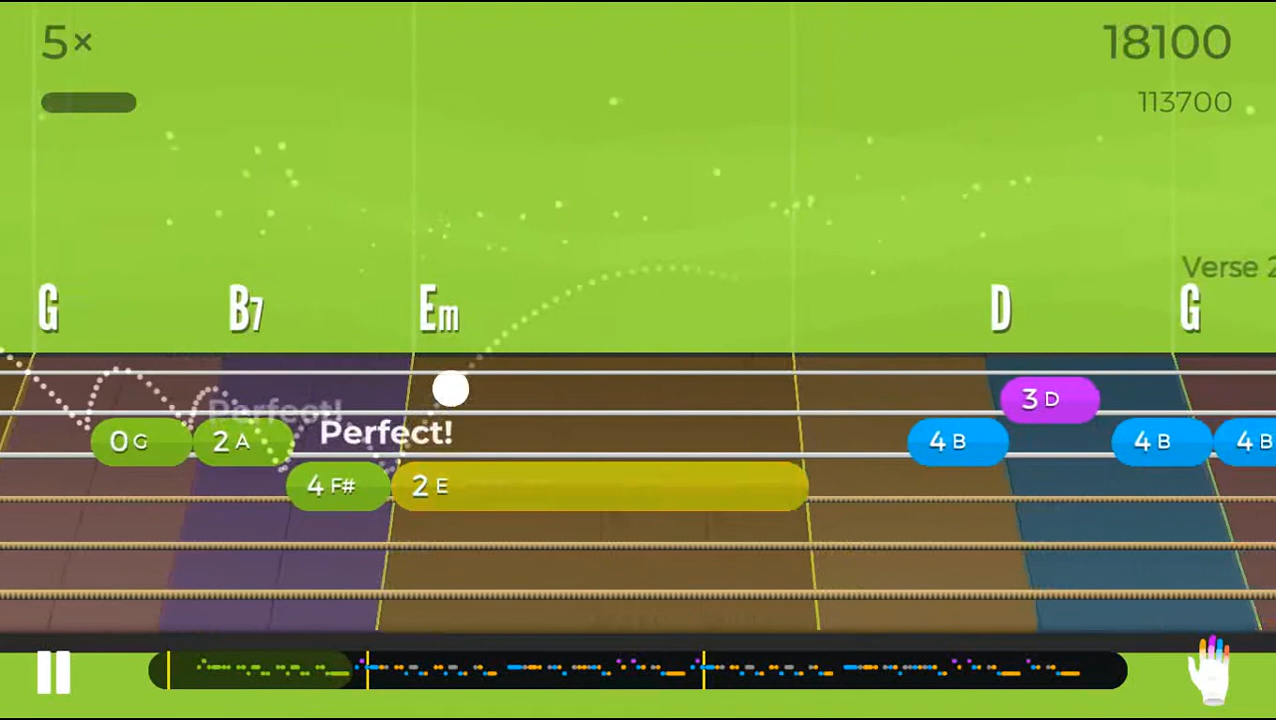 5×
18100
113700
Verse 2
G B7 Em D G
3 D
Perfect!
Perfect!
0 G 2 A 4 B 4 B 4 B
4 F# 2 E